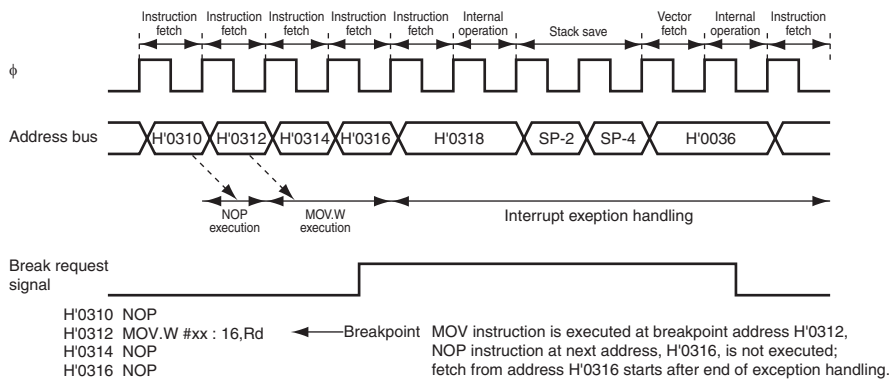 Instruction fetch Instruction fetch Instruction fetch Instruction fetch Instruction fetch Internal operation Stack save Vector fetch Internal operation Instruction fetch
φ
Address bus H'0310 H'0312 H'0314 H'0316 H'0318 SP-2 SP-4 H'0036
NOP execution MOV.W execution Interrupt exeption handling
Break request signal
H'0310 NOP
H'0312 MOV.W #xx : 16,Rd Breakpoint MOV instruction is executed at breakpoint address H'0312,
H'0314 NOP NOP instruction at next address, H'0316, is not executed;
H'0316 NOP fetch from address H'0316 starts after end of exception handling.